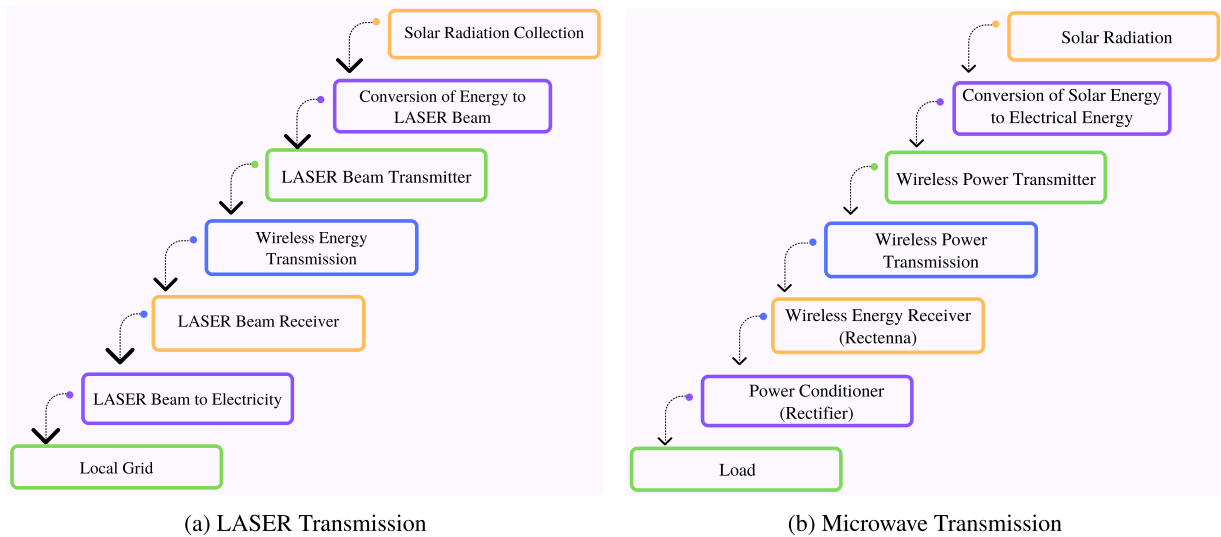 Solar Radiation Collection
Conversion of Energy to
LASER Beam
LASER Beam Transmitter
Wireless Energy
Transmission
LASER Beam Receiver
LASER Beam to Electricity
Local Grid
(a) LASER Transmission
Solar Radiation
Conversion of Solar Energy
to Electrical Energy
Wireless Power Transmitter
Wireless Power
Transmission
Wireless Energy Receiver
(Rectenna)
Power Conditioner
(Rectifier)
Load
(b) Microwave Transmission